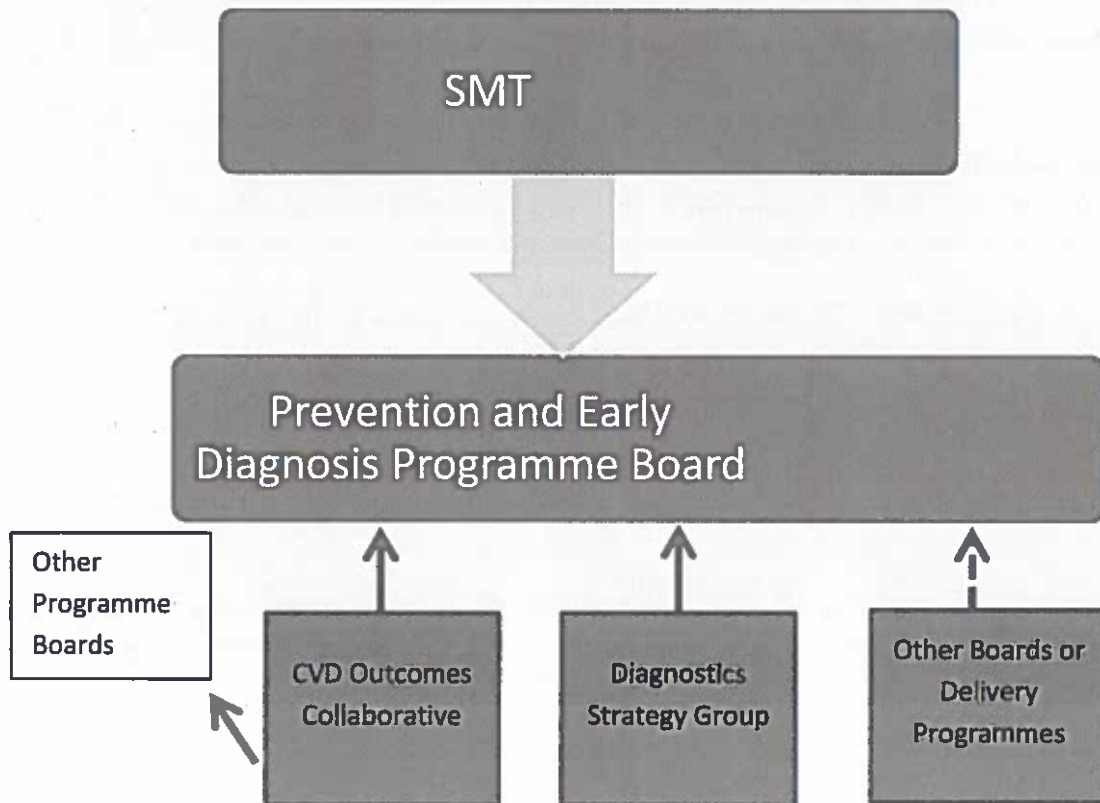 SMT
Prevention and Early
Diagnosis Programme Board
Other
Programme
Boards
CVD Outcomes
Collaborative
Diagnostics
Strategy Group
Other Boards or
Delivery
Programmes